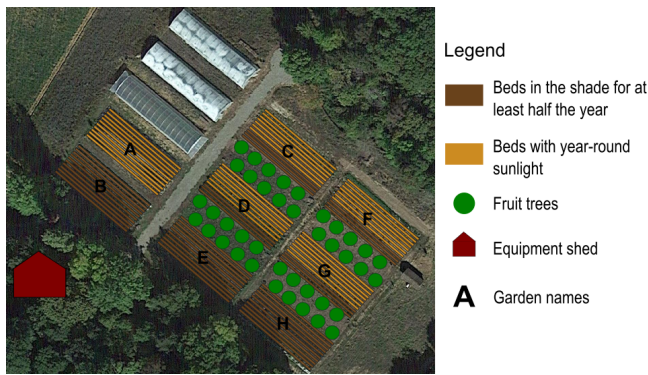 A
B
C
D
E
F
G
H
Legend
Beds in the shade for at
least half the year
Beds with year-round
sunlight
Fruit trees
Equipment shed
A
Garden names